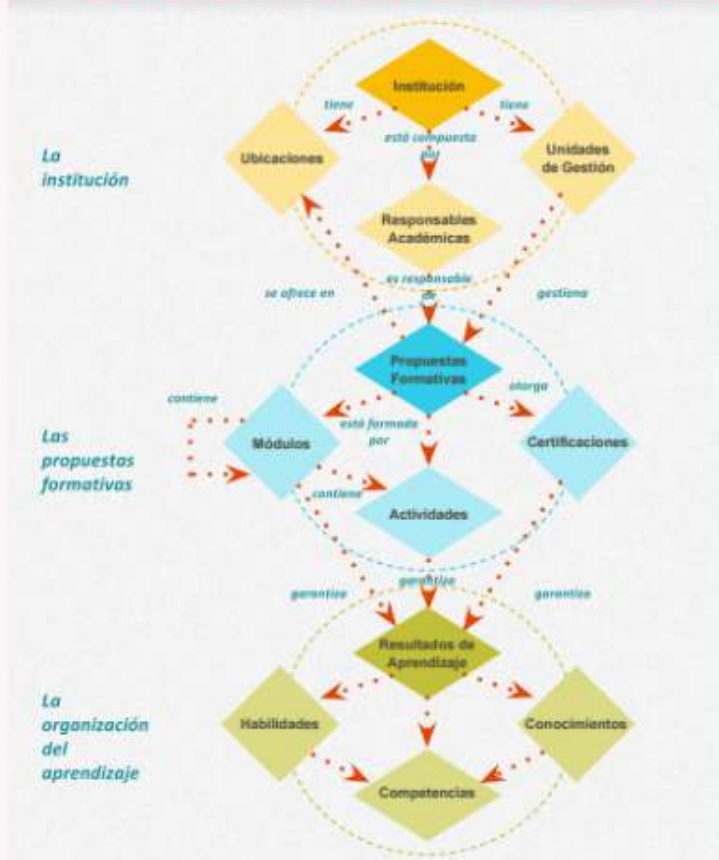 Institución
tiene
tiene
está compuesta
por
La
institución
Ubicaciones
Unidades
de Gestión
Responsables
Académicas
se ofrece en
es responsable
de
gestiona
Propuestas
Formativas
contiene
otorga
está formada
por
Las
propuestas
formativas
Módulos
Certificaciones
contiene
Actividades
garantiza
garantiza
garantiza
Resultados de
Aprendizaje
La
organización
del
aprendizaje
Habilidades
Conocimientos
Competencias